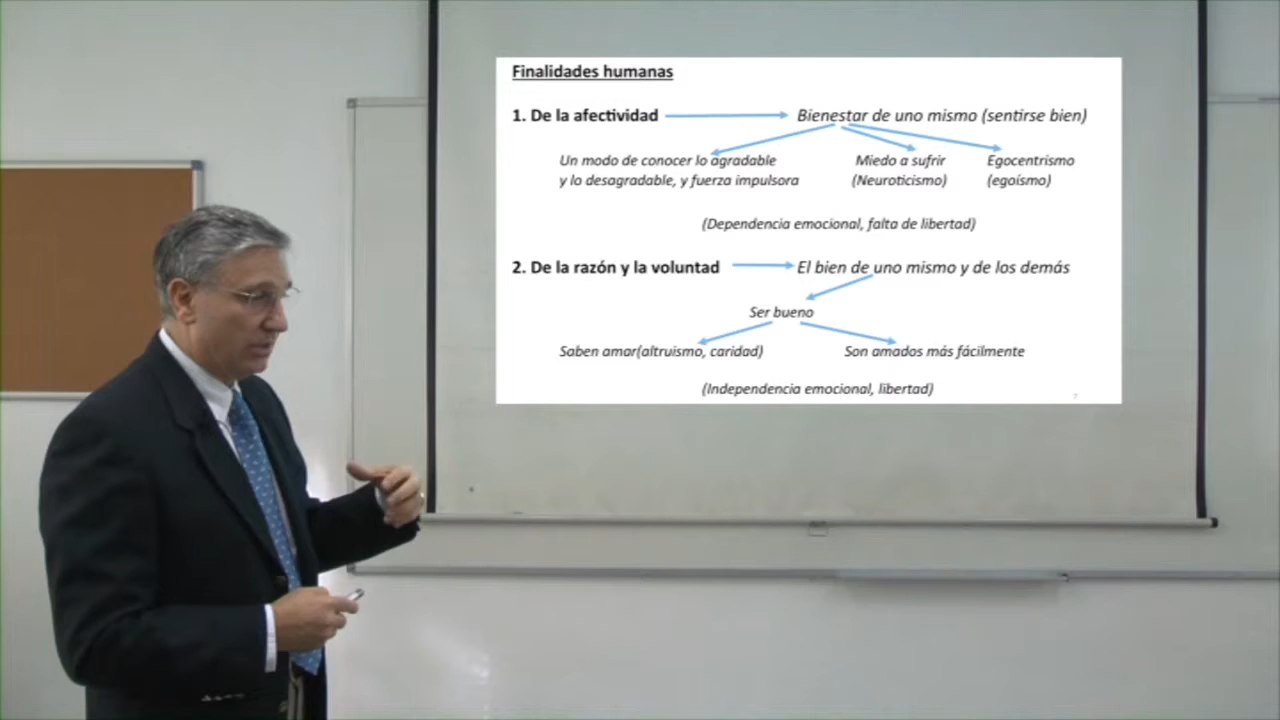 Finalidades humanas
1. De la afectividad Bienestar de uno mismo (sentirse bien)
Un modo de conocer lo agradable Miedo a sufrir Egocentrismo
y lo desagradable, y fuerza impulsora (Neuroticismo) (egoísmo)
(Dependencia emocional, falta de libertad)
2. De la razón y la voluntad El bien de uno mismo y de los demás
Ser bueno
Saben amar(altruismo, caridad) Son amados más fácilmente
(Independencia emocional, libertad)